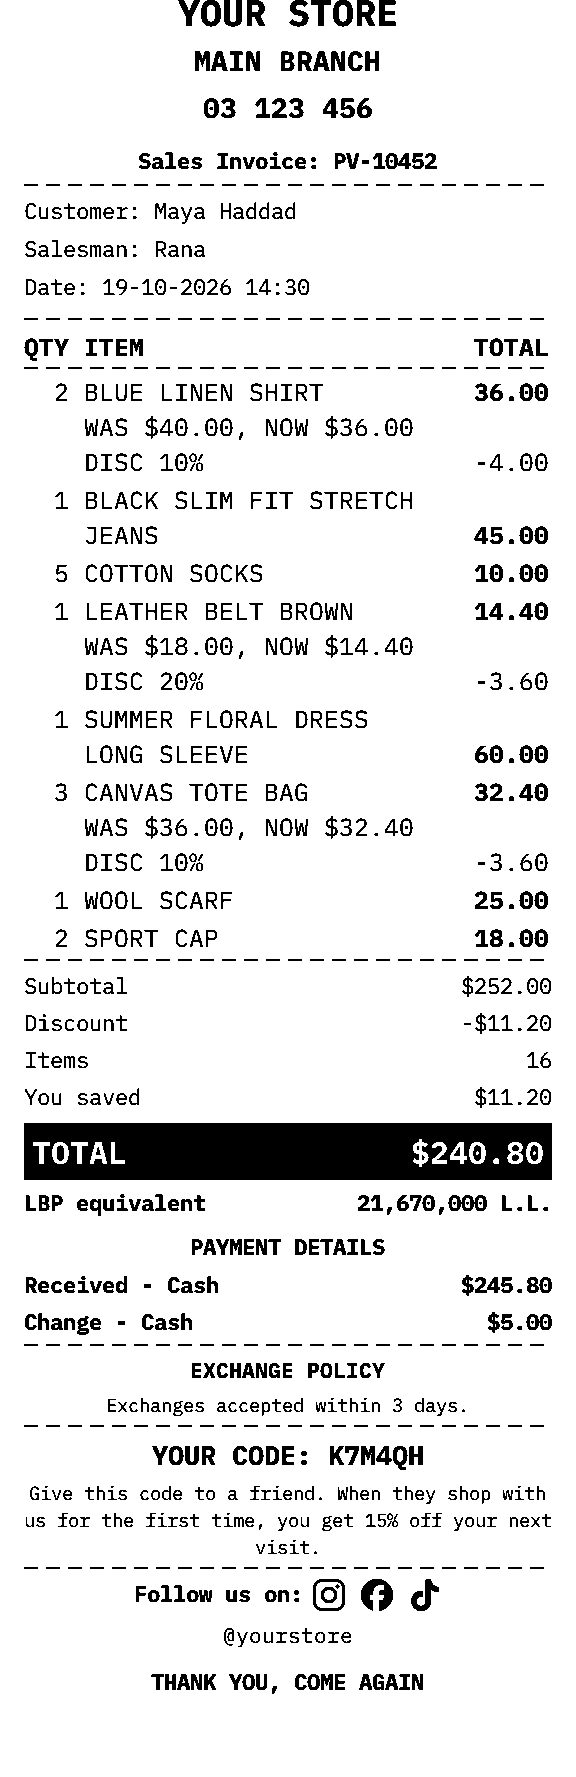 YOUR STORE
MAIN BRANCH
03 123 456
Sales Invoice: PV-10452
Customer: Maya Haddad
Salesman: Rana
Date: 19-10-2026 14:30
QTY ITEM TOTAL
2 BLUE LINEN SHIRT 36.00
WAS $40.00, NOW $36.00
DISC 10% -4.00
1 BLACK SLIM FIT STRETCH
JEANS 45.00
5 COTTON SOCKS 10.00
1 LEATHER BELT BROWN 14.40
WAS $18.00, NOW $14.40
DISC 20% -3.60
1 SUMMER FLORAL DRESS
LONG SLEEVE 60.00
3 CANVAS TOTE BAG 32.40
WAS $36.00, NOW $32.40
DISC 10% -3.60
1 WOOL SCARF 25.00
2 SPORT CAP 18.00
Subtotal $252.00
Discount -$11.20
Items 16
You saved $11.20
TOTAL $240.80
LBP equivalent 21,670,000 L.L.
PAYMENT DETAILS
Received - Cash $245.80
Change - Cash $5.00
EXCHANGE POLICY
Exchanges accepted within 3 days.
YOUR CODE: K7M4QH
Give this code to a friend. When they shop with
us for the first time, you get 15% off your next
visit.
Follow us on:
@yourstore
THANK YOU, COME AGAIN